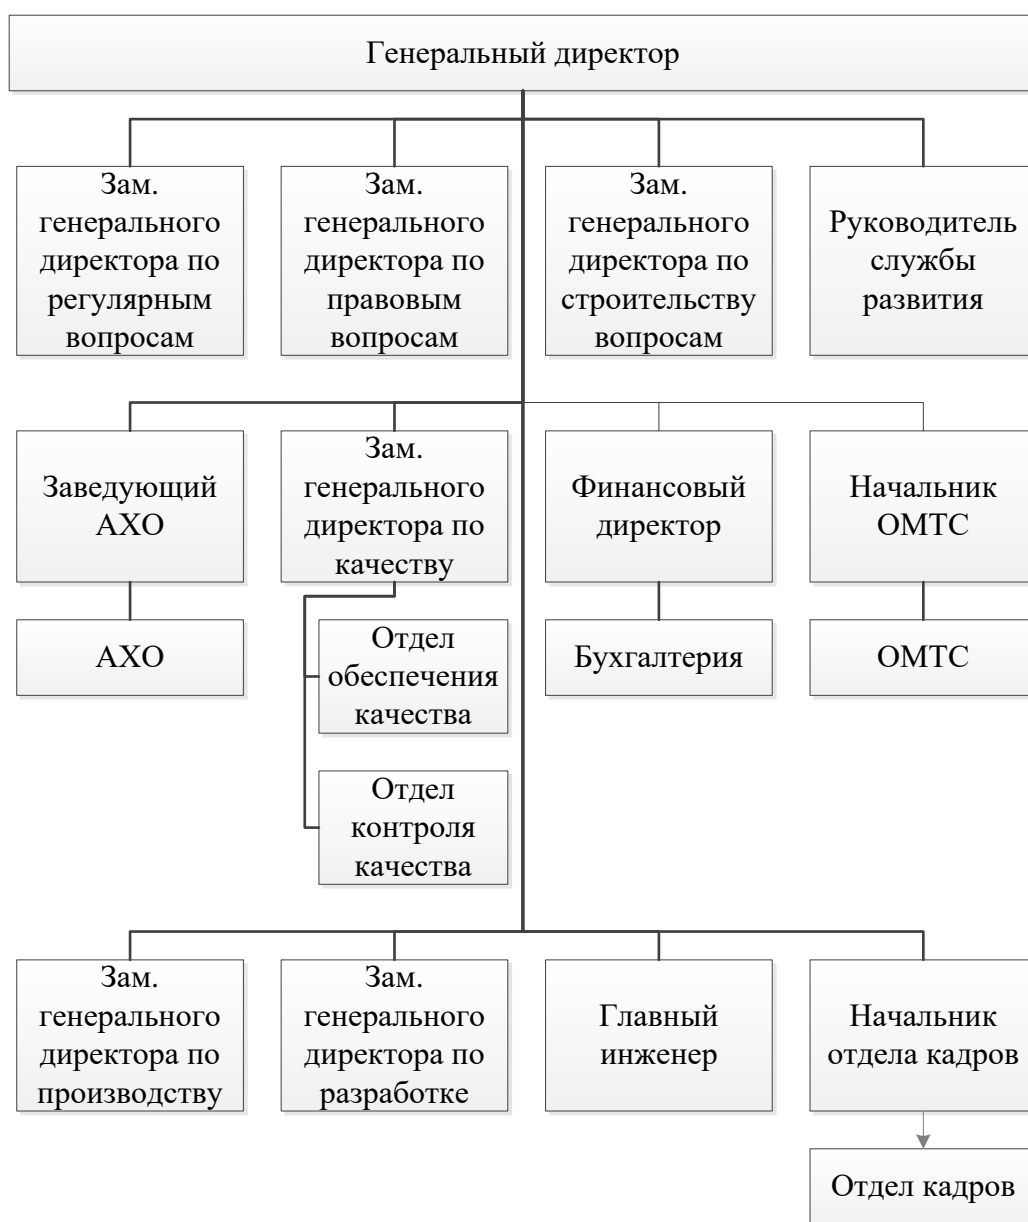 Генеральный директор
Зам.
генерального
директора по
регулярным
вопросам
Зам.
генерального
директора по
правовым
вопросам
Зам.
генерального
директора по
строительству
вопросам
Руководитель
службы
развития
Заведующий
АХО
Зам.
генерального
директора по
качеству
Финансовый
директор
Начальник
ОМТС
АХО
Отдел
обеспечения
качества
Бухгалтерия
ОМТС
Отдел
контроля
качества
Зам.
генерального
директора по
производству
Зам.
генерального
директора по
разработке
Главный
инженер
Начальник
отдела кадров
Отдел кадров